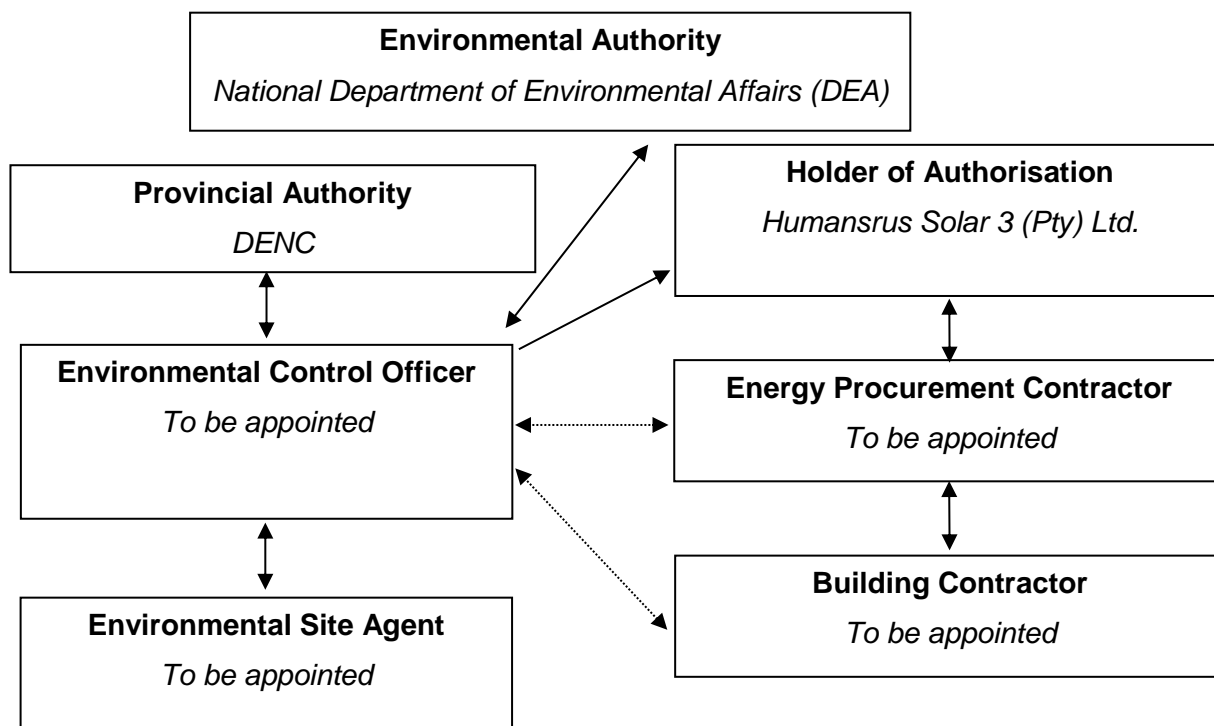 Environmental Authority
National Department of Environmental Affairs (DEA)
Provincial Authority
DENC
Holder of Authorisation
Humansrus Solar 3 (Pty) Ltd.
Environmental Control Officer
To be appointed
Energy Procurement Contractor
To be appointed
Environmental Site Agent
To be appointed
Building Contractor
To be appointed